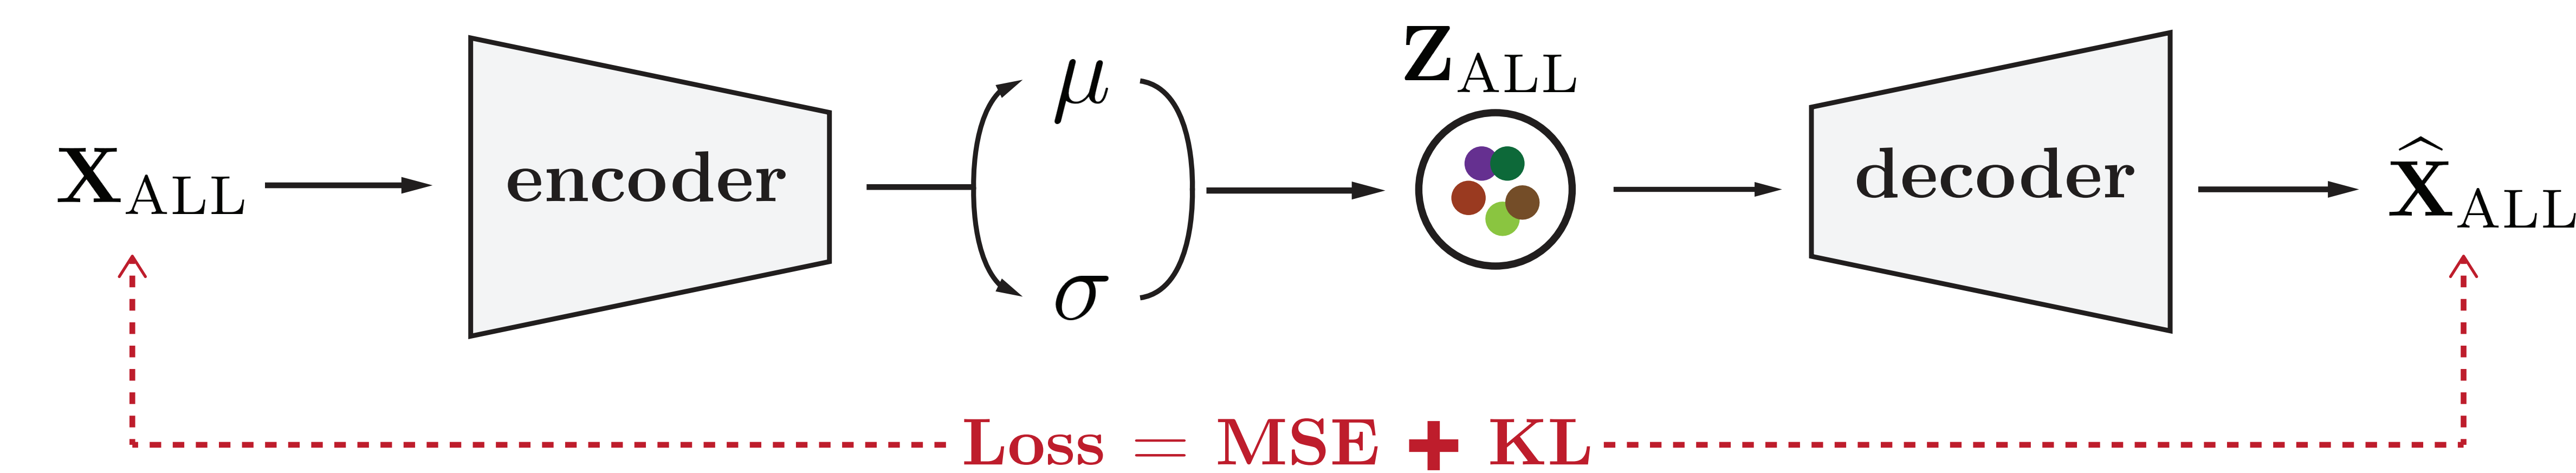 X_ALL
encoder
μ
σ
Z_ALL
decoder
X̂_ALL
Loss = MSE + KL